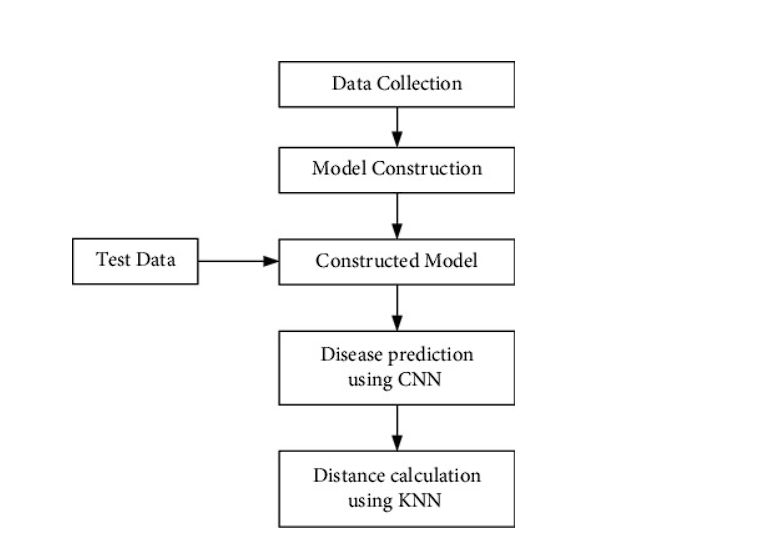 Data Collection
Model Construction
Test Data
Constructed Model
Disease prediction
using CNN
Distance calculation
using KNN